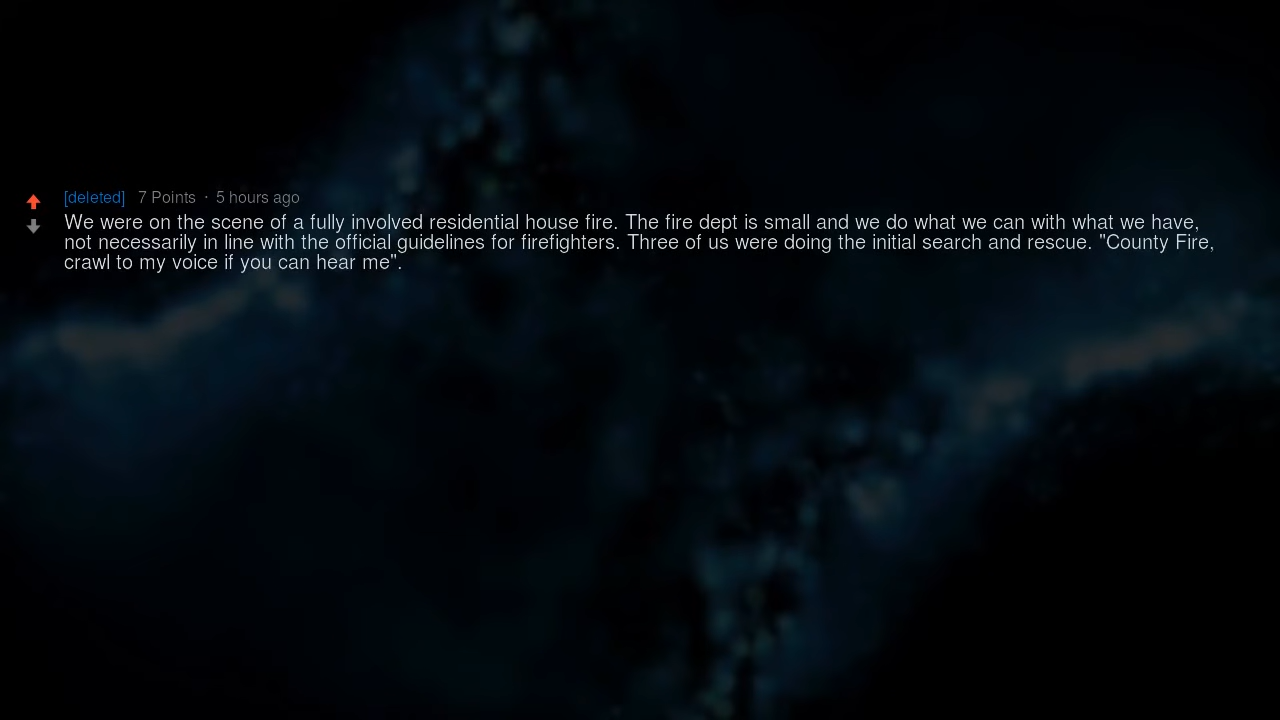 [deleted] 7 Points · 5 hours ago
We were on the scene of a fully involved residential house fire. The fire dept is small and we do what we can with what we have,
not necessarily in line with the official guidelines for firefighters. Three of us were doing the initial search and rescue. "County Fire,
crawl to my voice if you can hear me".